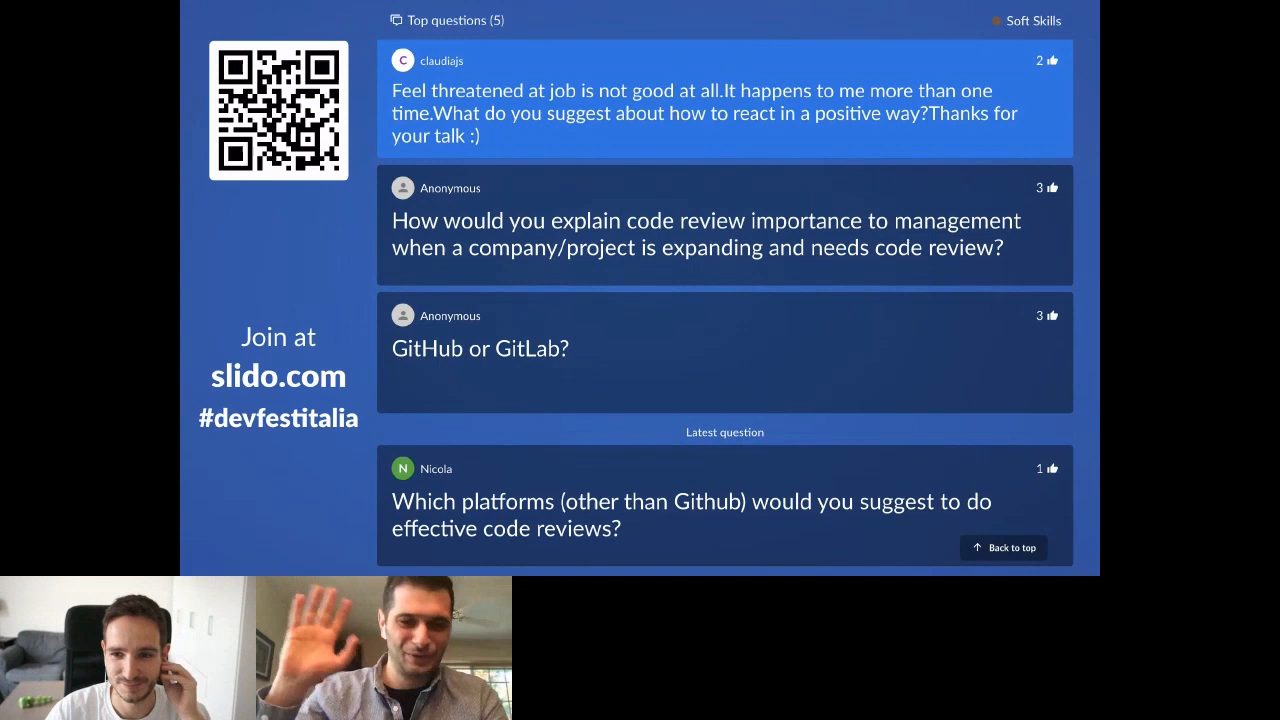 Top questions (5)
Soft Skills
C claudiajs
2
Feel threatened at job is not good at all.It happens to me more than one
time.What do you suggest about how to react in a positive way?Thanks for
your talk :)
Anonymous
3
How would you explain code review importance to management
when a company/project is expanding and needs code review?
Anonymous
3
GitHub or GitLab?
Join at
slido.com
#devfestitalia
Latest question
N Nicola
1
Which platforms (other than Github) would you suggest to do
effective code reviews?
Back to top